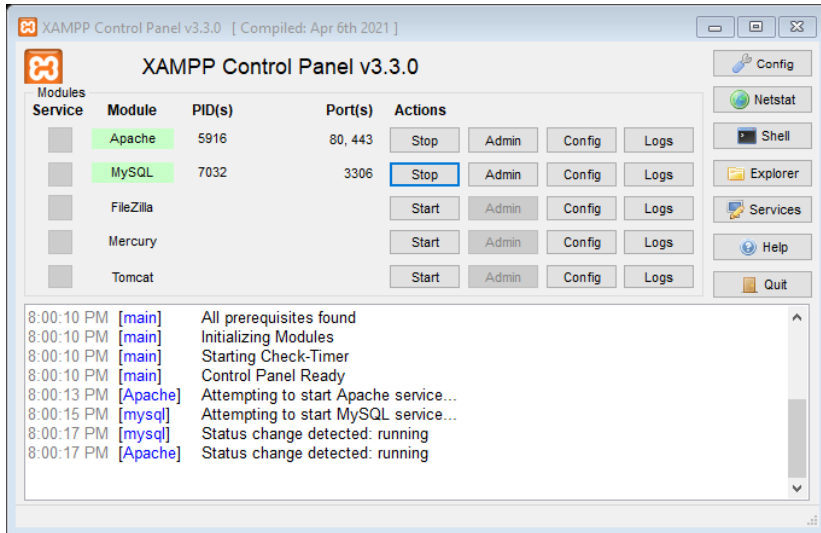 XAMPP Control Panel v3.3.0 [ Compiled: Apr 6th 2021 ]
XAMPP Control Panel v3.3.0
Config
Modules
Service Module PID(s) Port(s) Actions
Netstat
Apache 5916 80, 443 Stop Admin Config Logs
Shell
MySQL 7032 3306 Stop Admin Config Logs
Explorer
FileZilla Start Admin Config Logs
Services
Mercury Start Admin Config Logs
Help
Tomcat Start Admin Config Logs
Quit
8:00:10 PM [main] All prerequisites found
8:00:10 PM [main] Initializing Modules
8:00:10 PM [main] Starting Check-Timer
8:00:10 PM [main] Control Panel Ready
8:00:13 PM [Apache] Attempting to start Apache service...
8:00:15 PM [mysql] Attempting to start MySQL service...
8:00:17 PM [mysql] Status change detected: running
8:00:17 PM [Apache] Status change detected: running